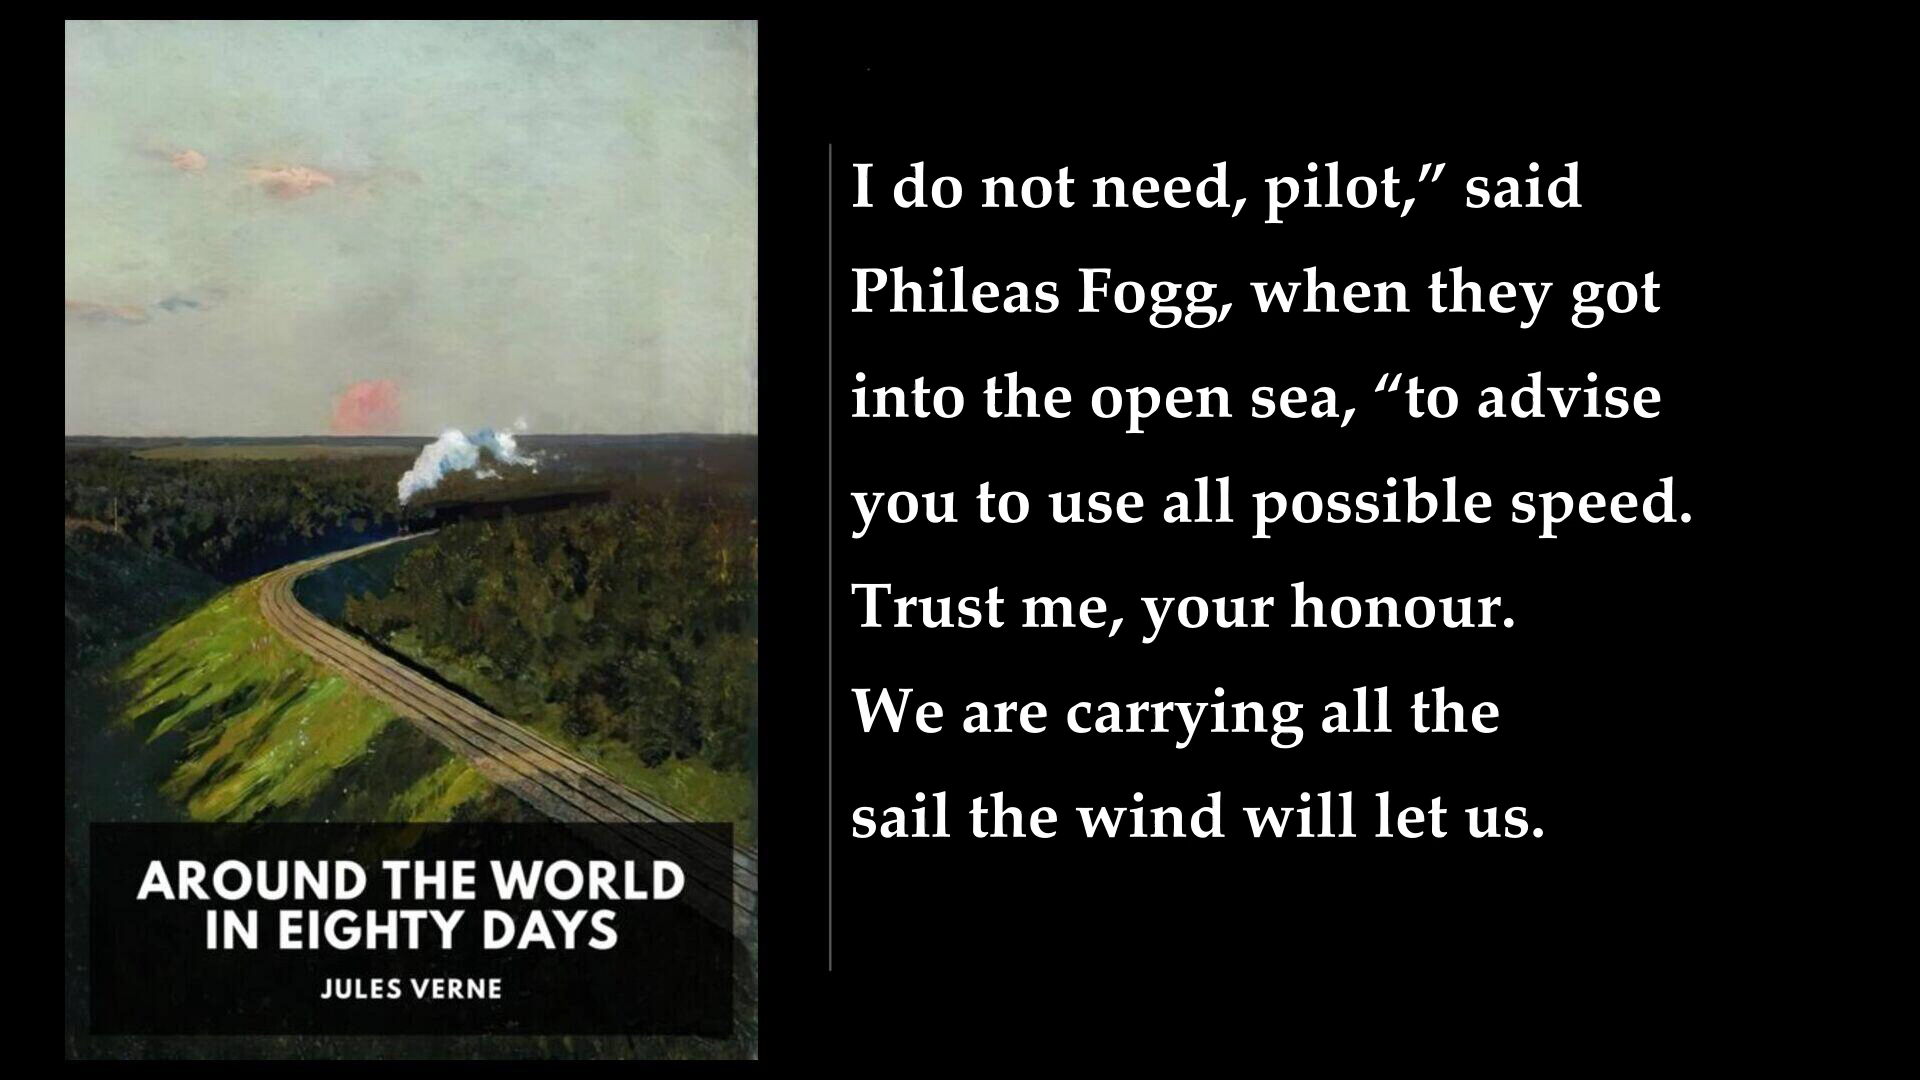 I do not need, pilot,” said
Phileas Fogg, when they got
into the open sea, “to advise
you to use all possible speed.
Trust me, your honour.
We are carrying all the
sail the wind will let us.
AROUND THE WORLD
IN EIGHTY DAYS
JULES VERNE